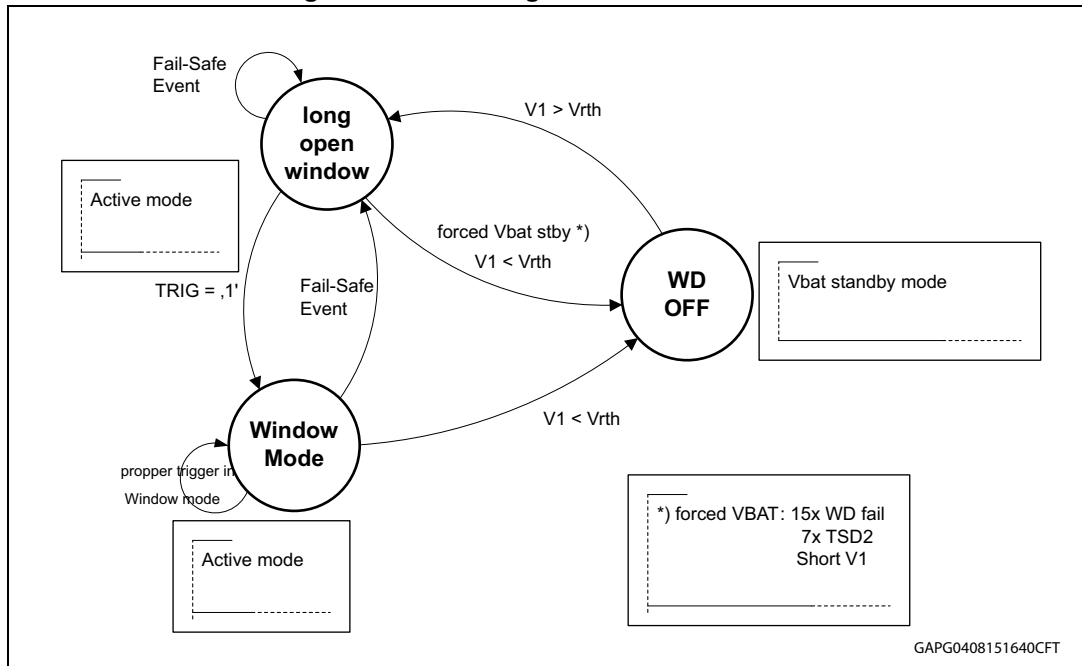 Fail-Safe
Event
long
open
window
V1 > Vrth
Active mode
forced Vbat stby *)
V1 < Vrth
WD
OFF
Vbat standby mode
TRIG = ,1'
Fail-Safe
Event
Window
Mode
V1 < Vrth
propper trigger in
Window mode
Active mode
*) forced VBAT: 15x WD fail
7x TSD2
Short V1
GAPG0408151640CFT